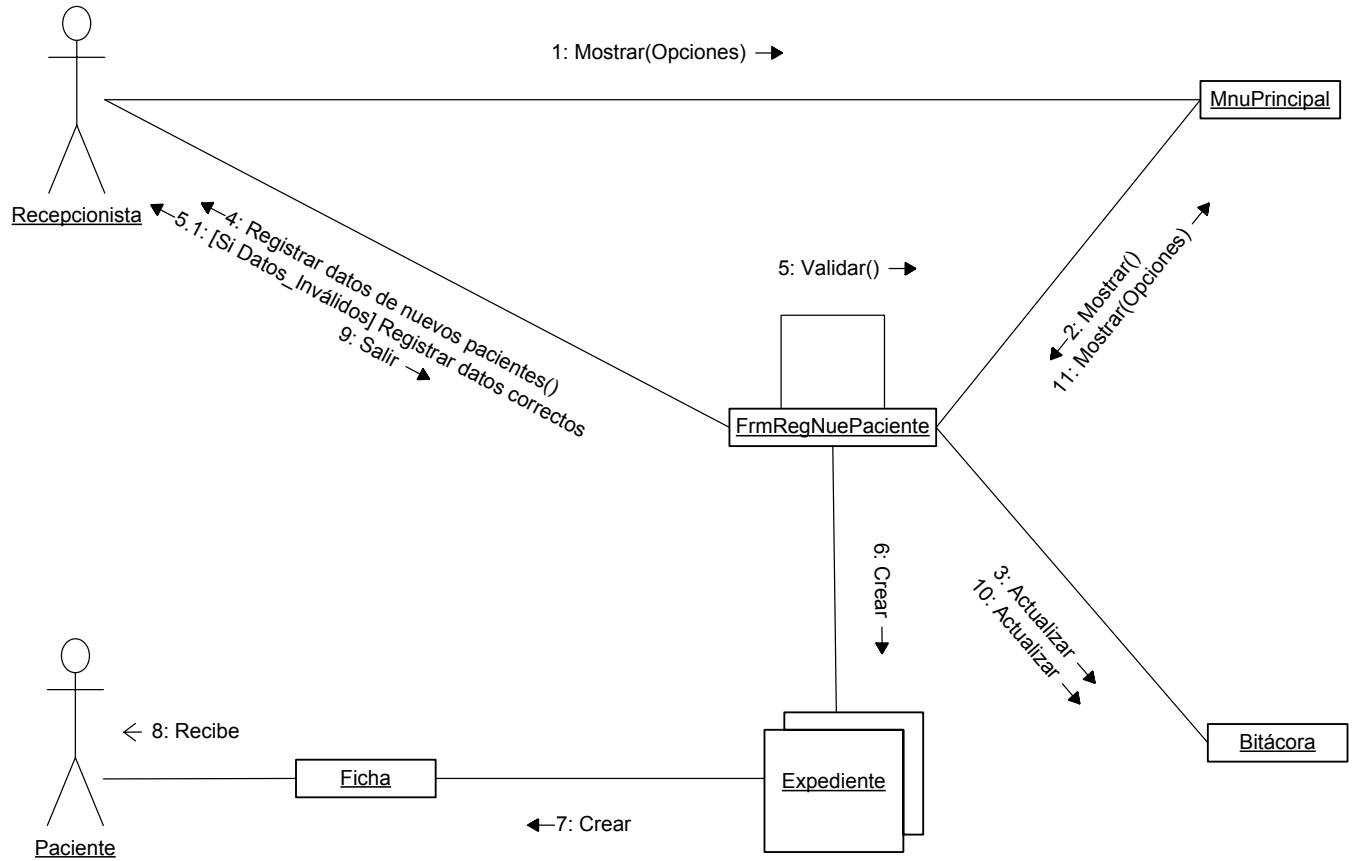 1: Mostrar(Opciones)
MnuPrincipal
Recepcionista
4: Registrar datos de nuevos pacientes()
5.1: [Si Datos_Inválidos] Registrar datos correctos
9: Salir
5: Validar()
2: Mostrar()
11: Mostrar(Opciones)
FrmRegNuePaciente
6: Crear
3: Actualizar
10: Actualizar
8: Recibe
Bitácora
Ficha
Expediente
7: Crear
Paciente